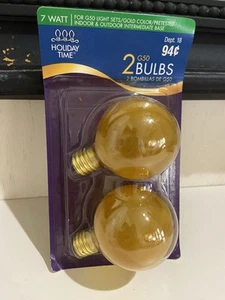 7 WATT
FOR G50 LIGHT SETS/GOLD COLOR/PRETESTED
INDOOR & OUTDOOR INTERMEDIATE BASE
HOLIDAY
TIME
Dept. 18
94¢
G50
2 BULBS
2 BOMBILLAS DE G50